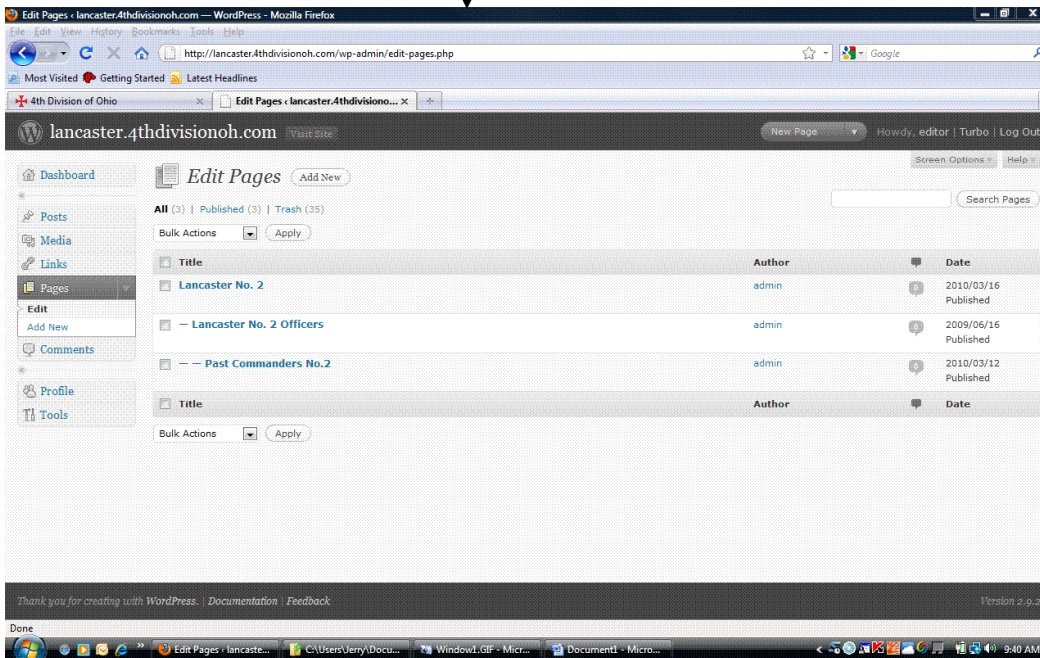 Edit Pages ‹ lancaster.4thdivisionoh.com — WordPress - Mozilla Firefox
File Edit View History Bookmarks Tools Help
http://lancaster.4thdivisionoh.com/wp-admin/edit-pages.php
Google
Most Visited Getting Started Latest Headlines
4th Division of Ohio
Edit Pages ‹ lancaster.4thdivisiono...
lancaster.4thdivisionoh.com Visit Site
New Page
Howdy, editor | Turbo | Log Out
Screen Options Help
Dashboard
Posts
Media
Links
Pages
Edit
Add New
Comments
Profile
Tools
Edit Pages Add New
Search Pages
All (3) | Published (3) | Trash (35)
Bulk Actions Apply
Title Author Date
Lancaster No. 2 admin 0 2010/03/16
Published
— Lancaster No. 2 Officers admin 0 2009/06/16
Published
— — Past Commanders No.2 admin 0 2010/03/12
Published
Title Author Date
Bulk Actions Apply
Thank you for creating with WordPress. | Documentation | Feedback
Version 2.9.2
Done
Edit Pages ‹ lancaste... C:\Users\Jerry\Docu... Window1.GIF - Micr... Document1 - Micro... 9:40 AM